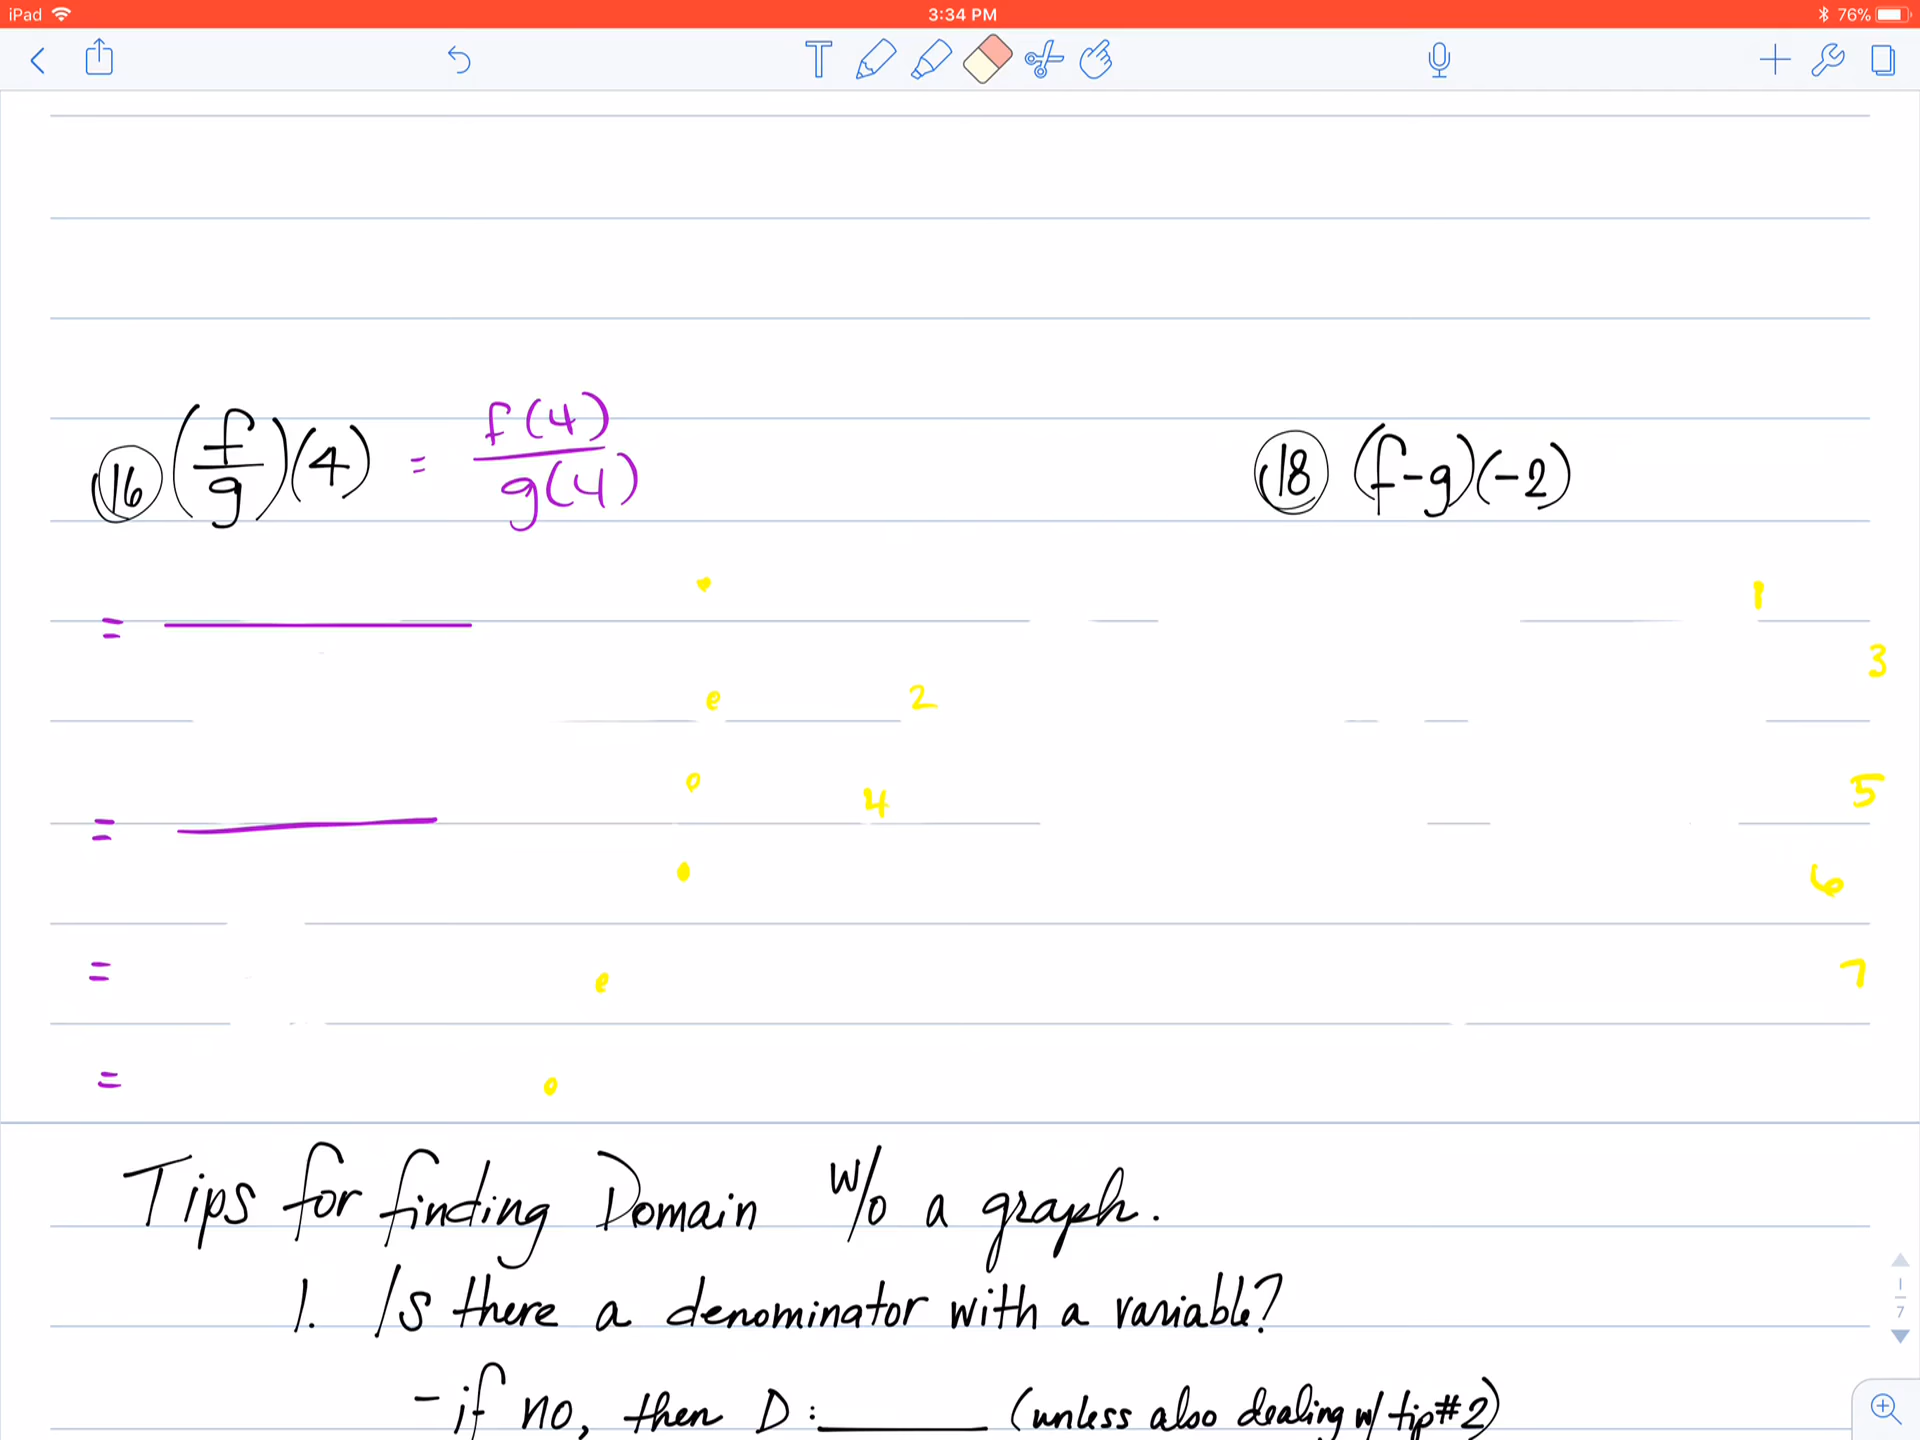 iPad 3:34 PM 76%
16 (f/g)(4) = f(4)/g(4)
18 (f-g)(-2)
1
=
3
2
5
4
=
6
=
7
=
Tips for finding Domain w/o a graph.
1. Is there a denominator with a variable?
- if no, then D:______ (unless also dealing w/ tip#2)
1
7